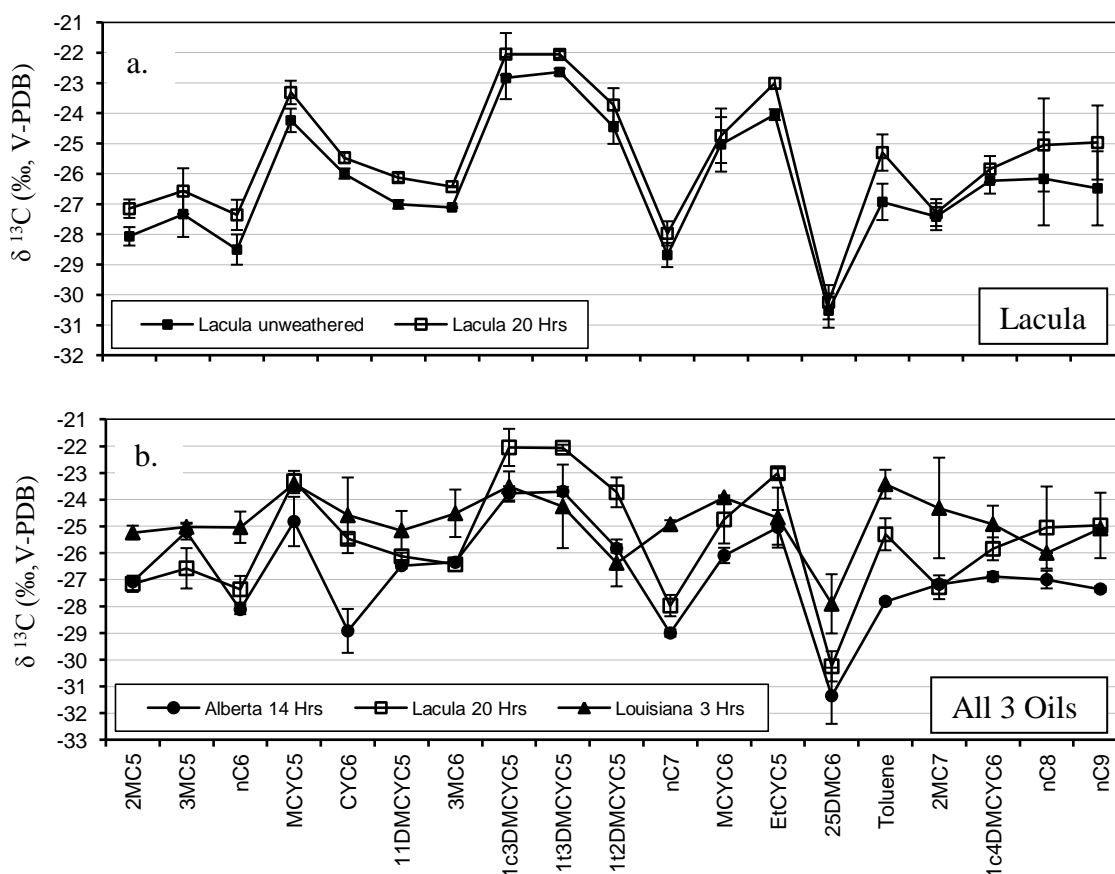 a.
δ ¹³C (‰, V-PDB)
-21
-22
-23
-24
-25
-26
-27
-28
-29
-30
-31
-32
Lacula unweathered
Lacula 20 Hrs
Lacula
b.
δ ¹³C (‰, V-PDB)
-21
-22
-23
-24
-25
-26
-27
-28
-29
-30
-31
-32
-33
Alberta 14 Hrs
Lacula 20 Hrs
Louisiana 3 Hrs
All 3 Oils
2MC5
3MC5
nC6
MCYC5
CYC6
11DMCYC5
3MC6
1c3DMCYC5
1t3DMCYC5
1t2DMCYC5
nC7
MCYC6
EtCYC5
25DMC6
Toluene
2MC7
1c4DMCYC6
nC8
nC9